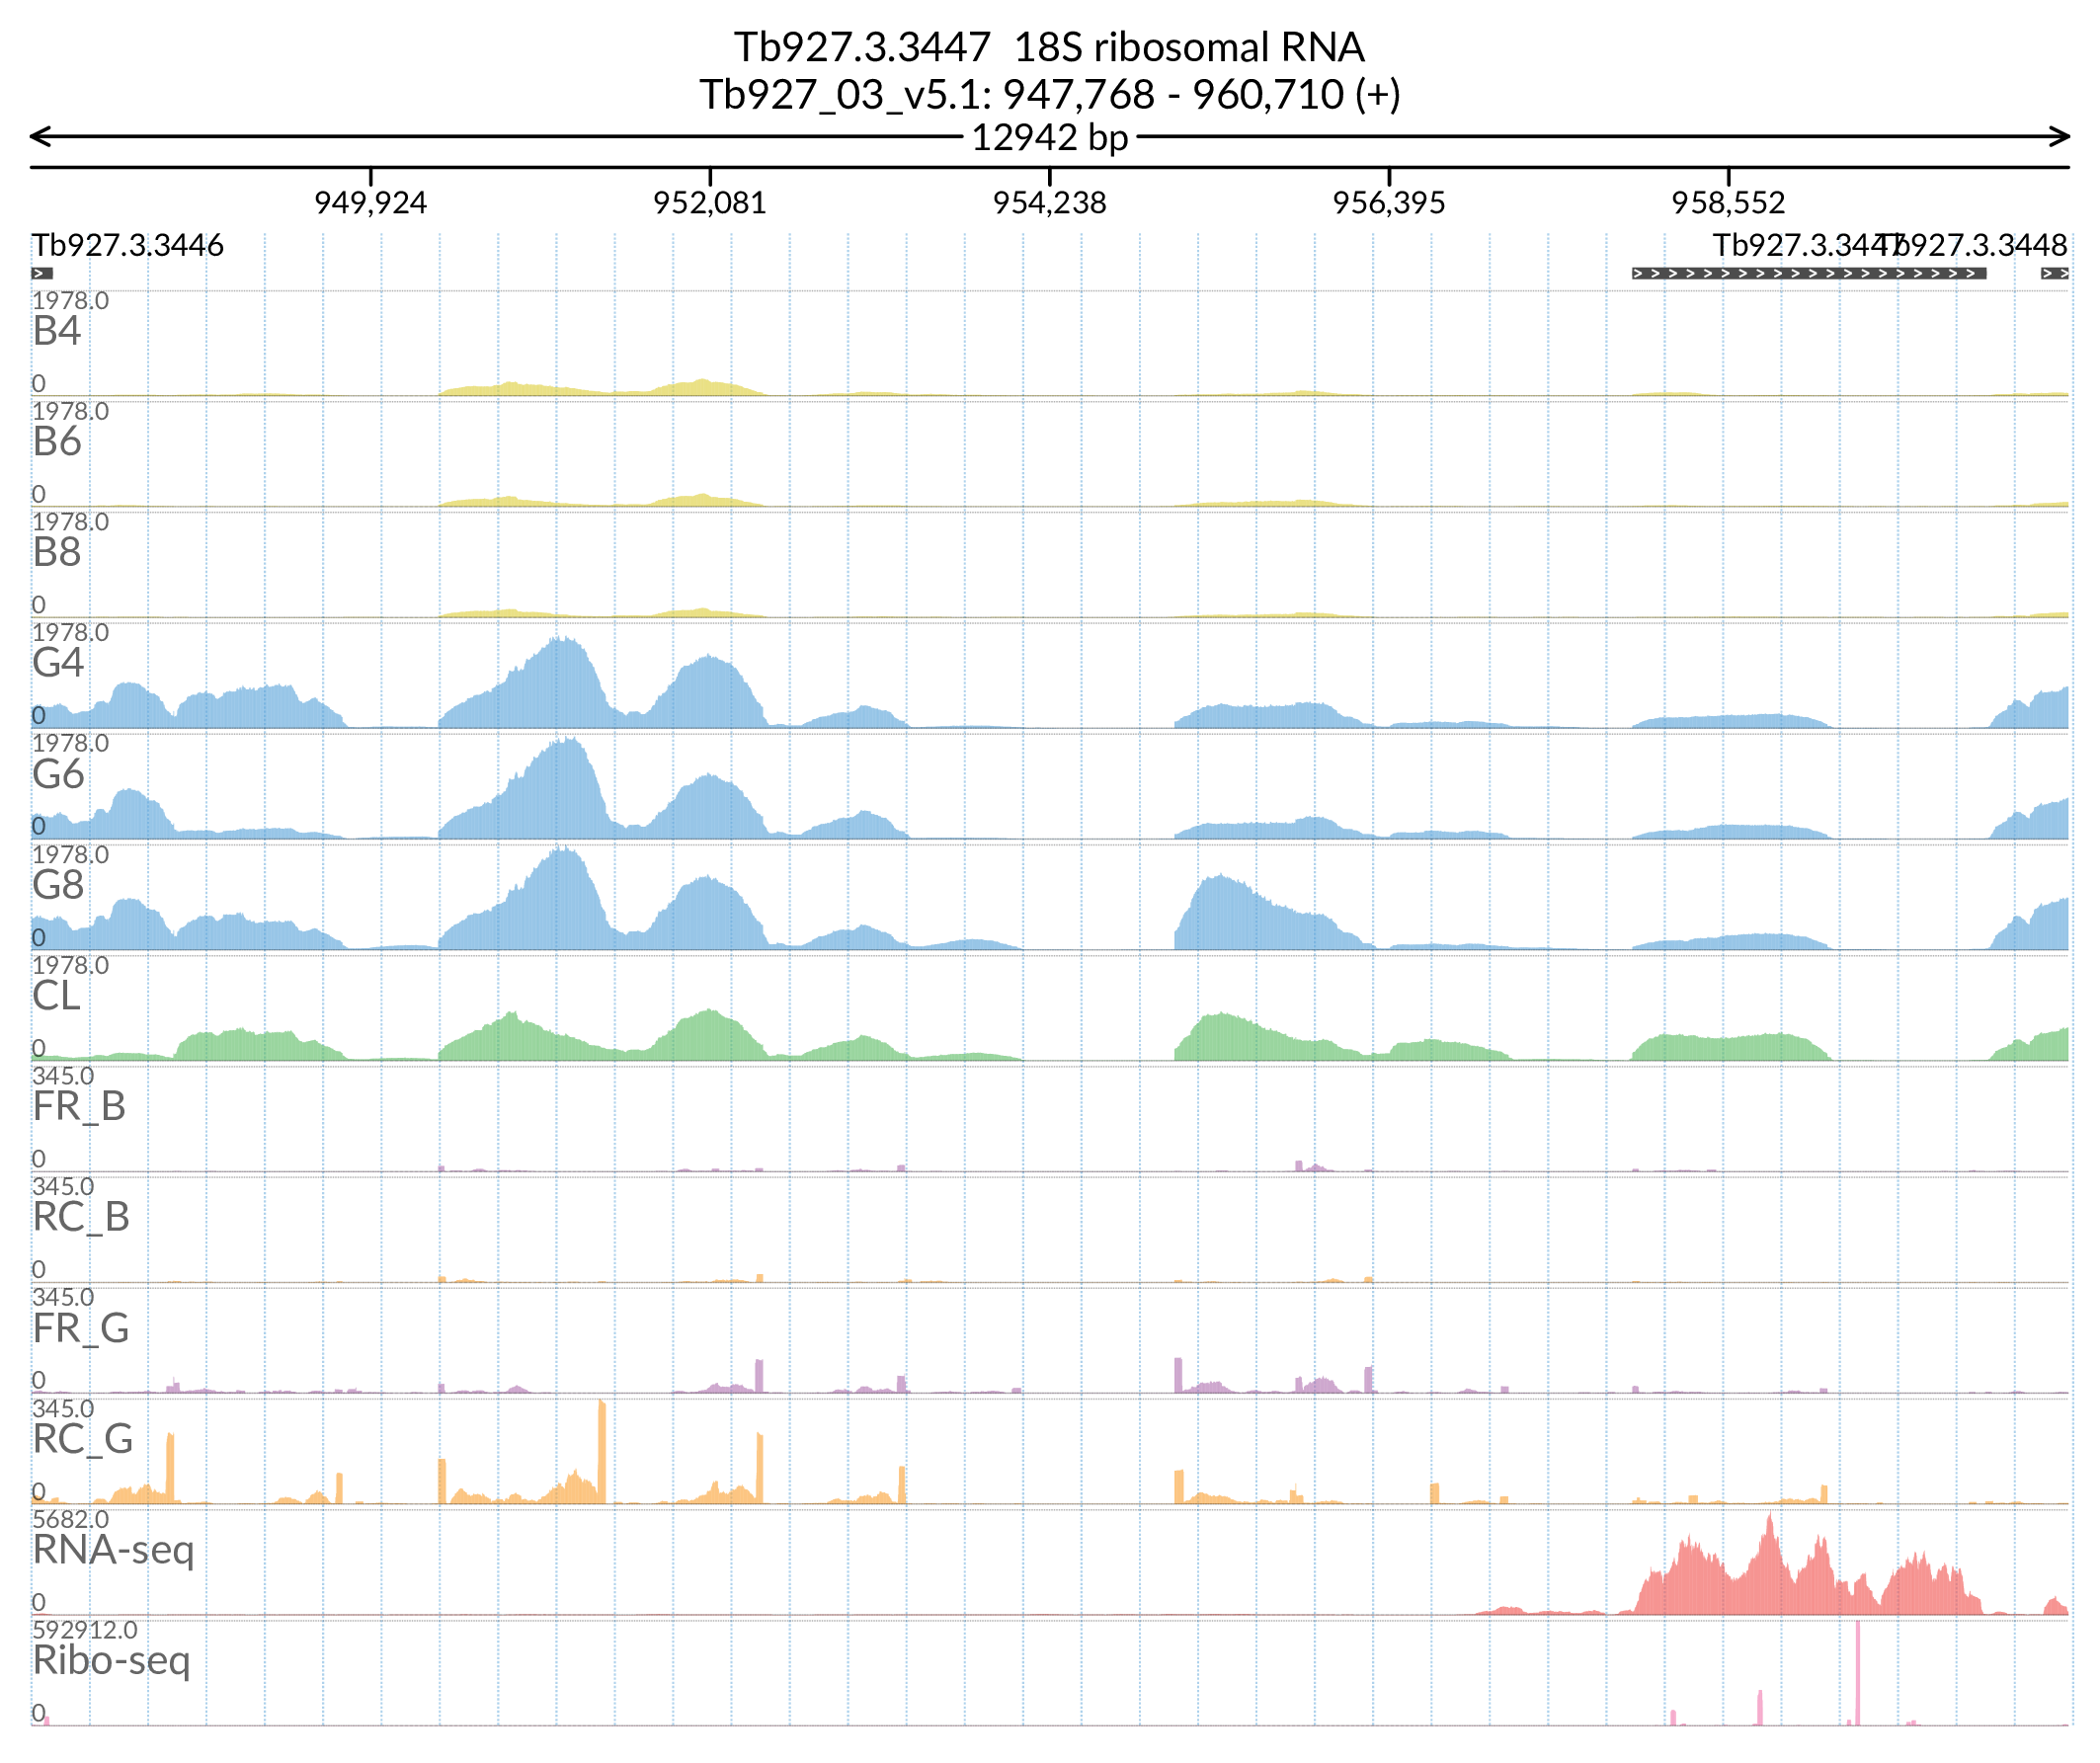 Tb927.3.3447  18S ribosomal RNA
Tb927_03_v5.1: 947,768 - 960,710 (+)
12942 bp
949,924 952,081 954,238 956,395 958,552
Tb927.3.3446 Tb927.3.3447 Tb927.3.3448
1978.0
B4
0
1978.0
B6
0
1978.0
B8
0
1978.0
G4
0
1978.0
G6
0
1978.0
G8
0
1978.0
CL
0
345.0
FR_B
0
345.0
RC_B
0
345.0
FR_G
0
345.0
RC_G
0
5682.0
RNA-seq
0
592912.0
Ribo-seq
0